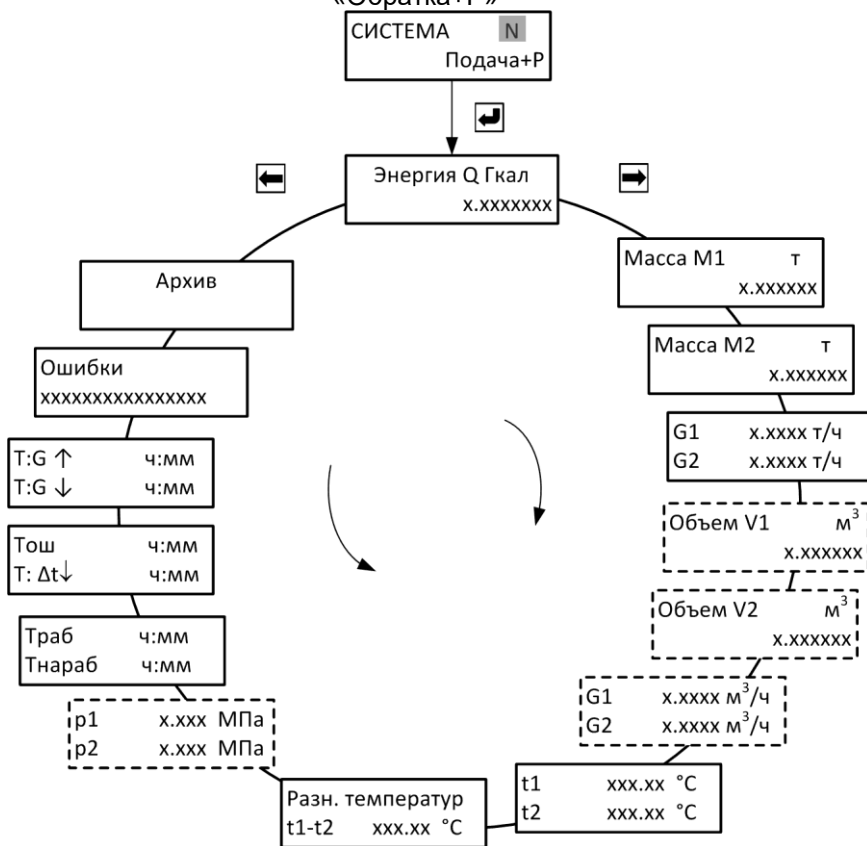 «Обратка+Р»
СИСТЕМА N
Подача+Р
Энергия Q Гкал
x.xxxxxxx
Масса М1 т
x.xxxxxx
Масса М2 т
x.xxxxxx
G1 x.xxxx т/ч
G2 x.xxxx т/ч
Объем V1 м³
x.xxxxxx
Объем V2 м³
x.xxxxxx
G1 x.xxxx м³/ч
G2 x.xxxx м³/ч
t1 xxx.xx °C
t2 xxx.xx °C
Разн. температур
t1-t2 xxx.xx °C
p1 x.xxx МПа
p2 x.xxx МПа
Траб ч:мм
Тнараб ч:мм
Тош ч:мм
T: Δt↓ ч:мм
T:G ↑ ч:мм
T:G ↓ ч:мм
Ошибки
xxxxxxxxxxxxxxxx
Архив